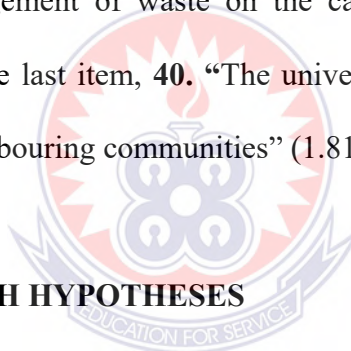 ement of waste on the ca
e last item, 40. “The unive
bouring communities” (1.81
H HYPOTHESES
EDUCATION FOR SERVICE